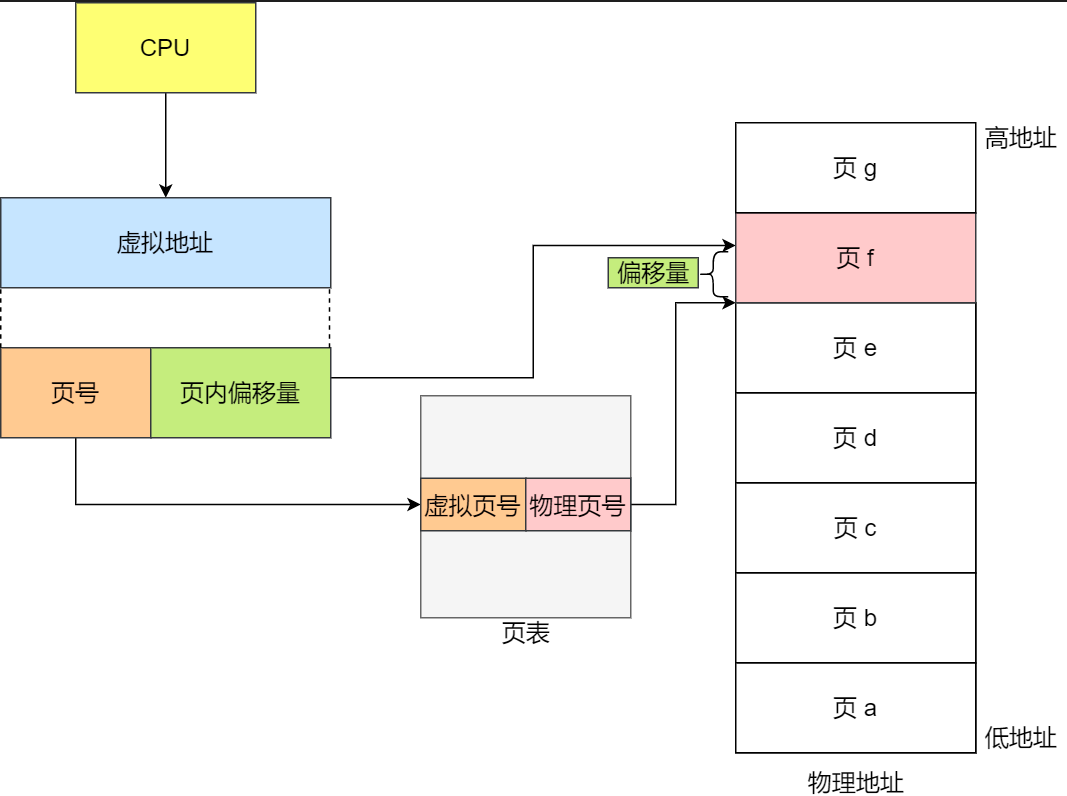 CPU
高地址
页 g
虚拟地址
页 f
偏移量
页 e
页号
页内偏移量
页 d
虚拟页号
物理页号
页 c
页 b
页表
页 a
低地址
物理地址